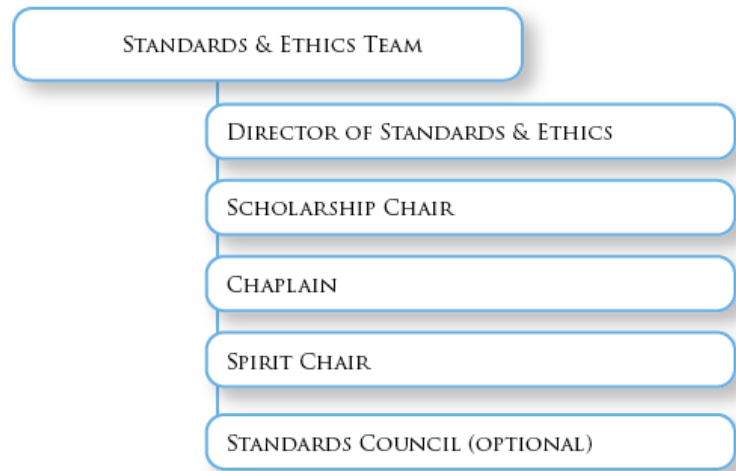 Standards & Ethics Team
Director of Standards & Ethics
Scholarship Chair
Chaplain
Spirit Chair
Standards Council (optional)